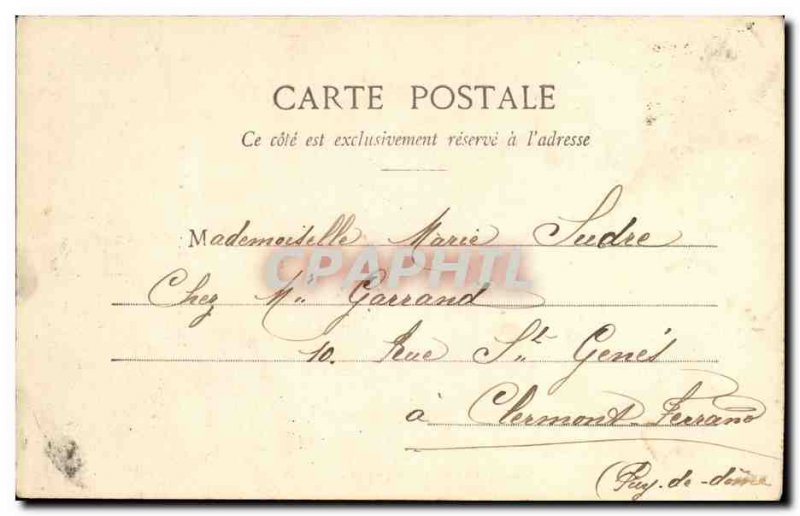 CARTE POSTALE
Ce côté est exclusivement réservé à l'adresse
Mademoiselle Marie Sudre
CPAPHIL
Chez Mr Garrand
10. Rue St Genès
à Clermont-Ferrand
(Puy-de-dôme